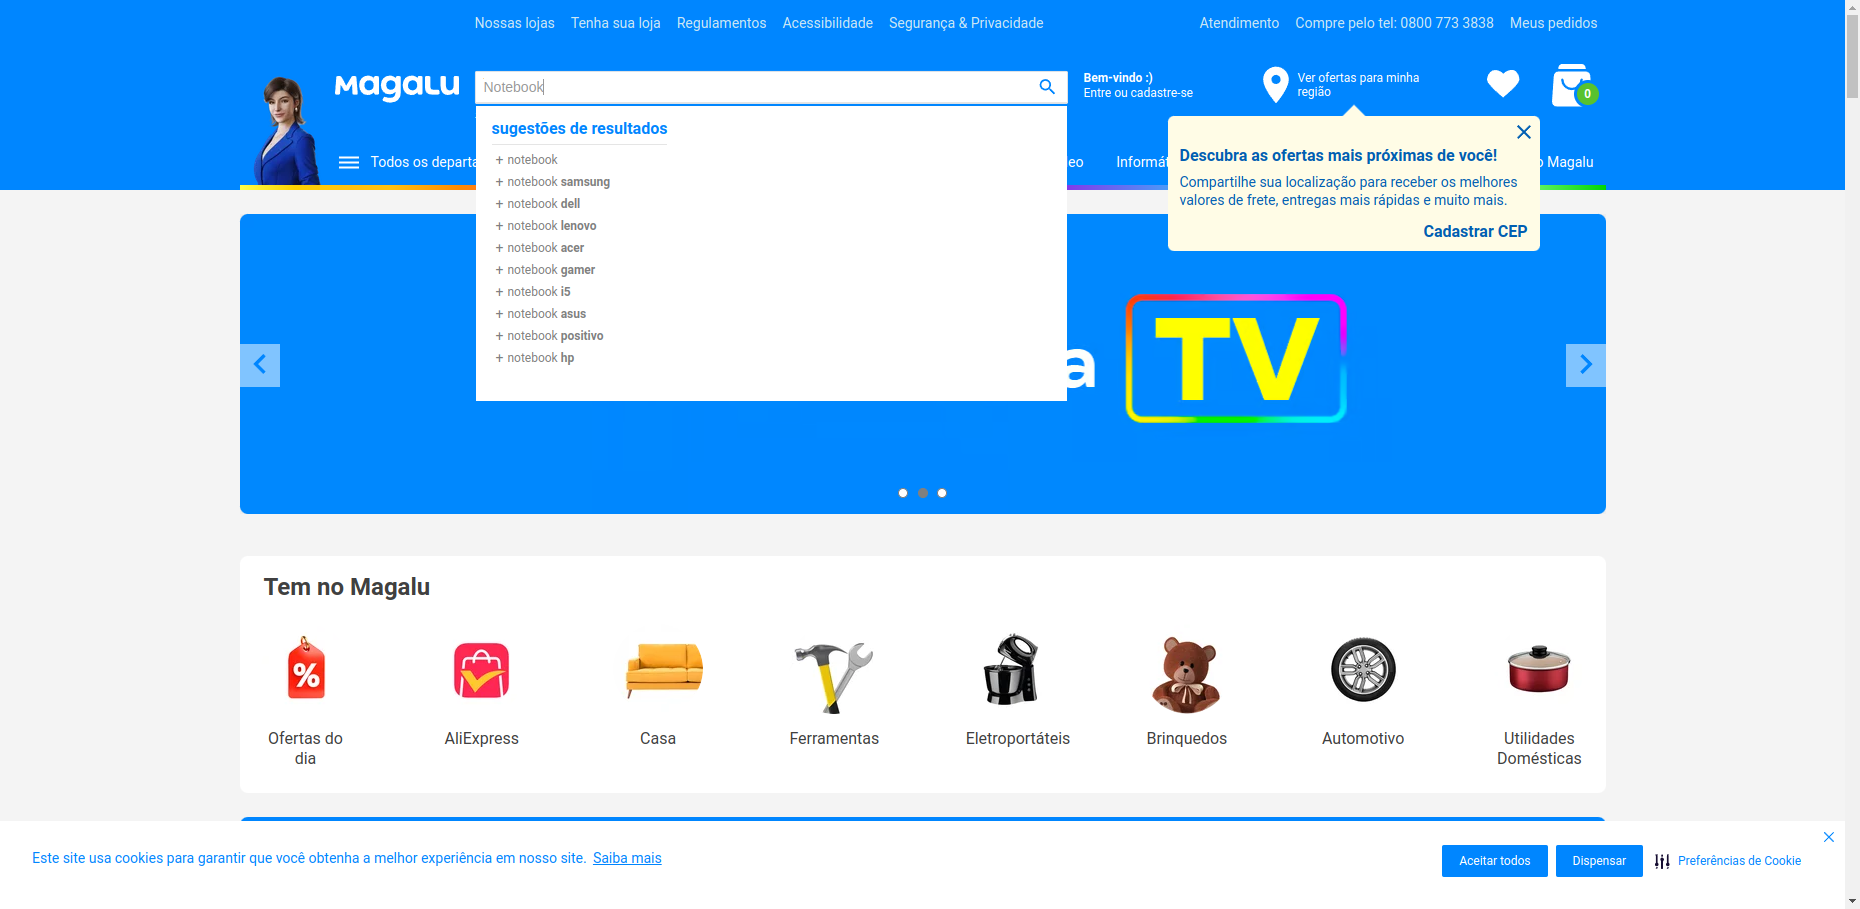 Nossas lojas Tenha sua loja Regulamentos Acessibilidade Segurança & Privacidade Atendimento Compre pelo tel: 0800 773 3838 Meus pedidos
Magalu
Notebook
Bem-vindo :)
Entre ou cadastre-se
Ver ofertas para minha
região
0
sugestões de resultados
+ notebook
+ notebook samsung
+ notebook dell
+ notebook lenovo
+ notebook acer
+ notebook gamer
+ notebook i5
+ notebook asus
+ notebook positivo
+ notebook hp
Todos os departa
eo Informát
o Magalu
Descubra as ofertas mais próximas de você!
Compartilhe sua localização para receber os melhores
valores de frete, entregas mais rápidas e muito mais.
Cadastrar CEP
a TV
Tem no Magalu
%
Ofertas do
dia
AliExpress
Casa
Ferramentas
Eletroportáteis
Brinquedos
Automotivo
Utilidades
Domésticas
Este site usa cookies para garantir que você obtenha a melhor experiência em nosso site. Saiba mais
Aceitar todos
Dispensar
Preferências de Cookie